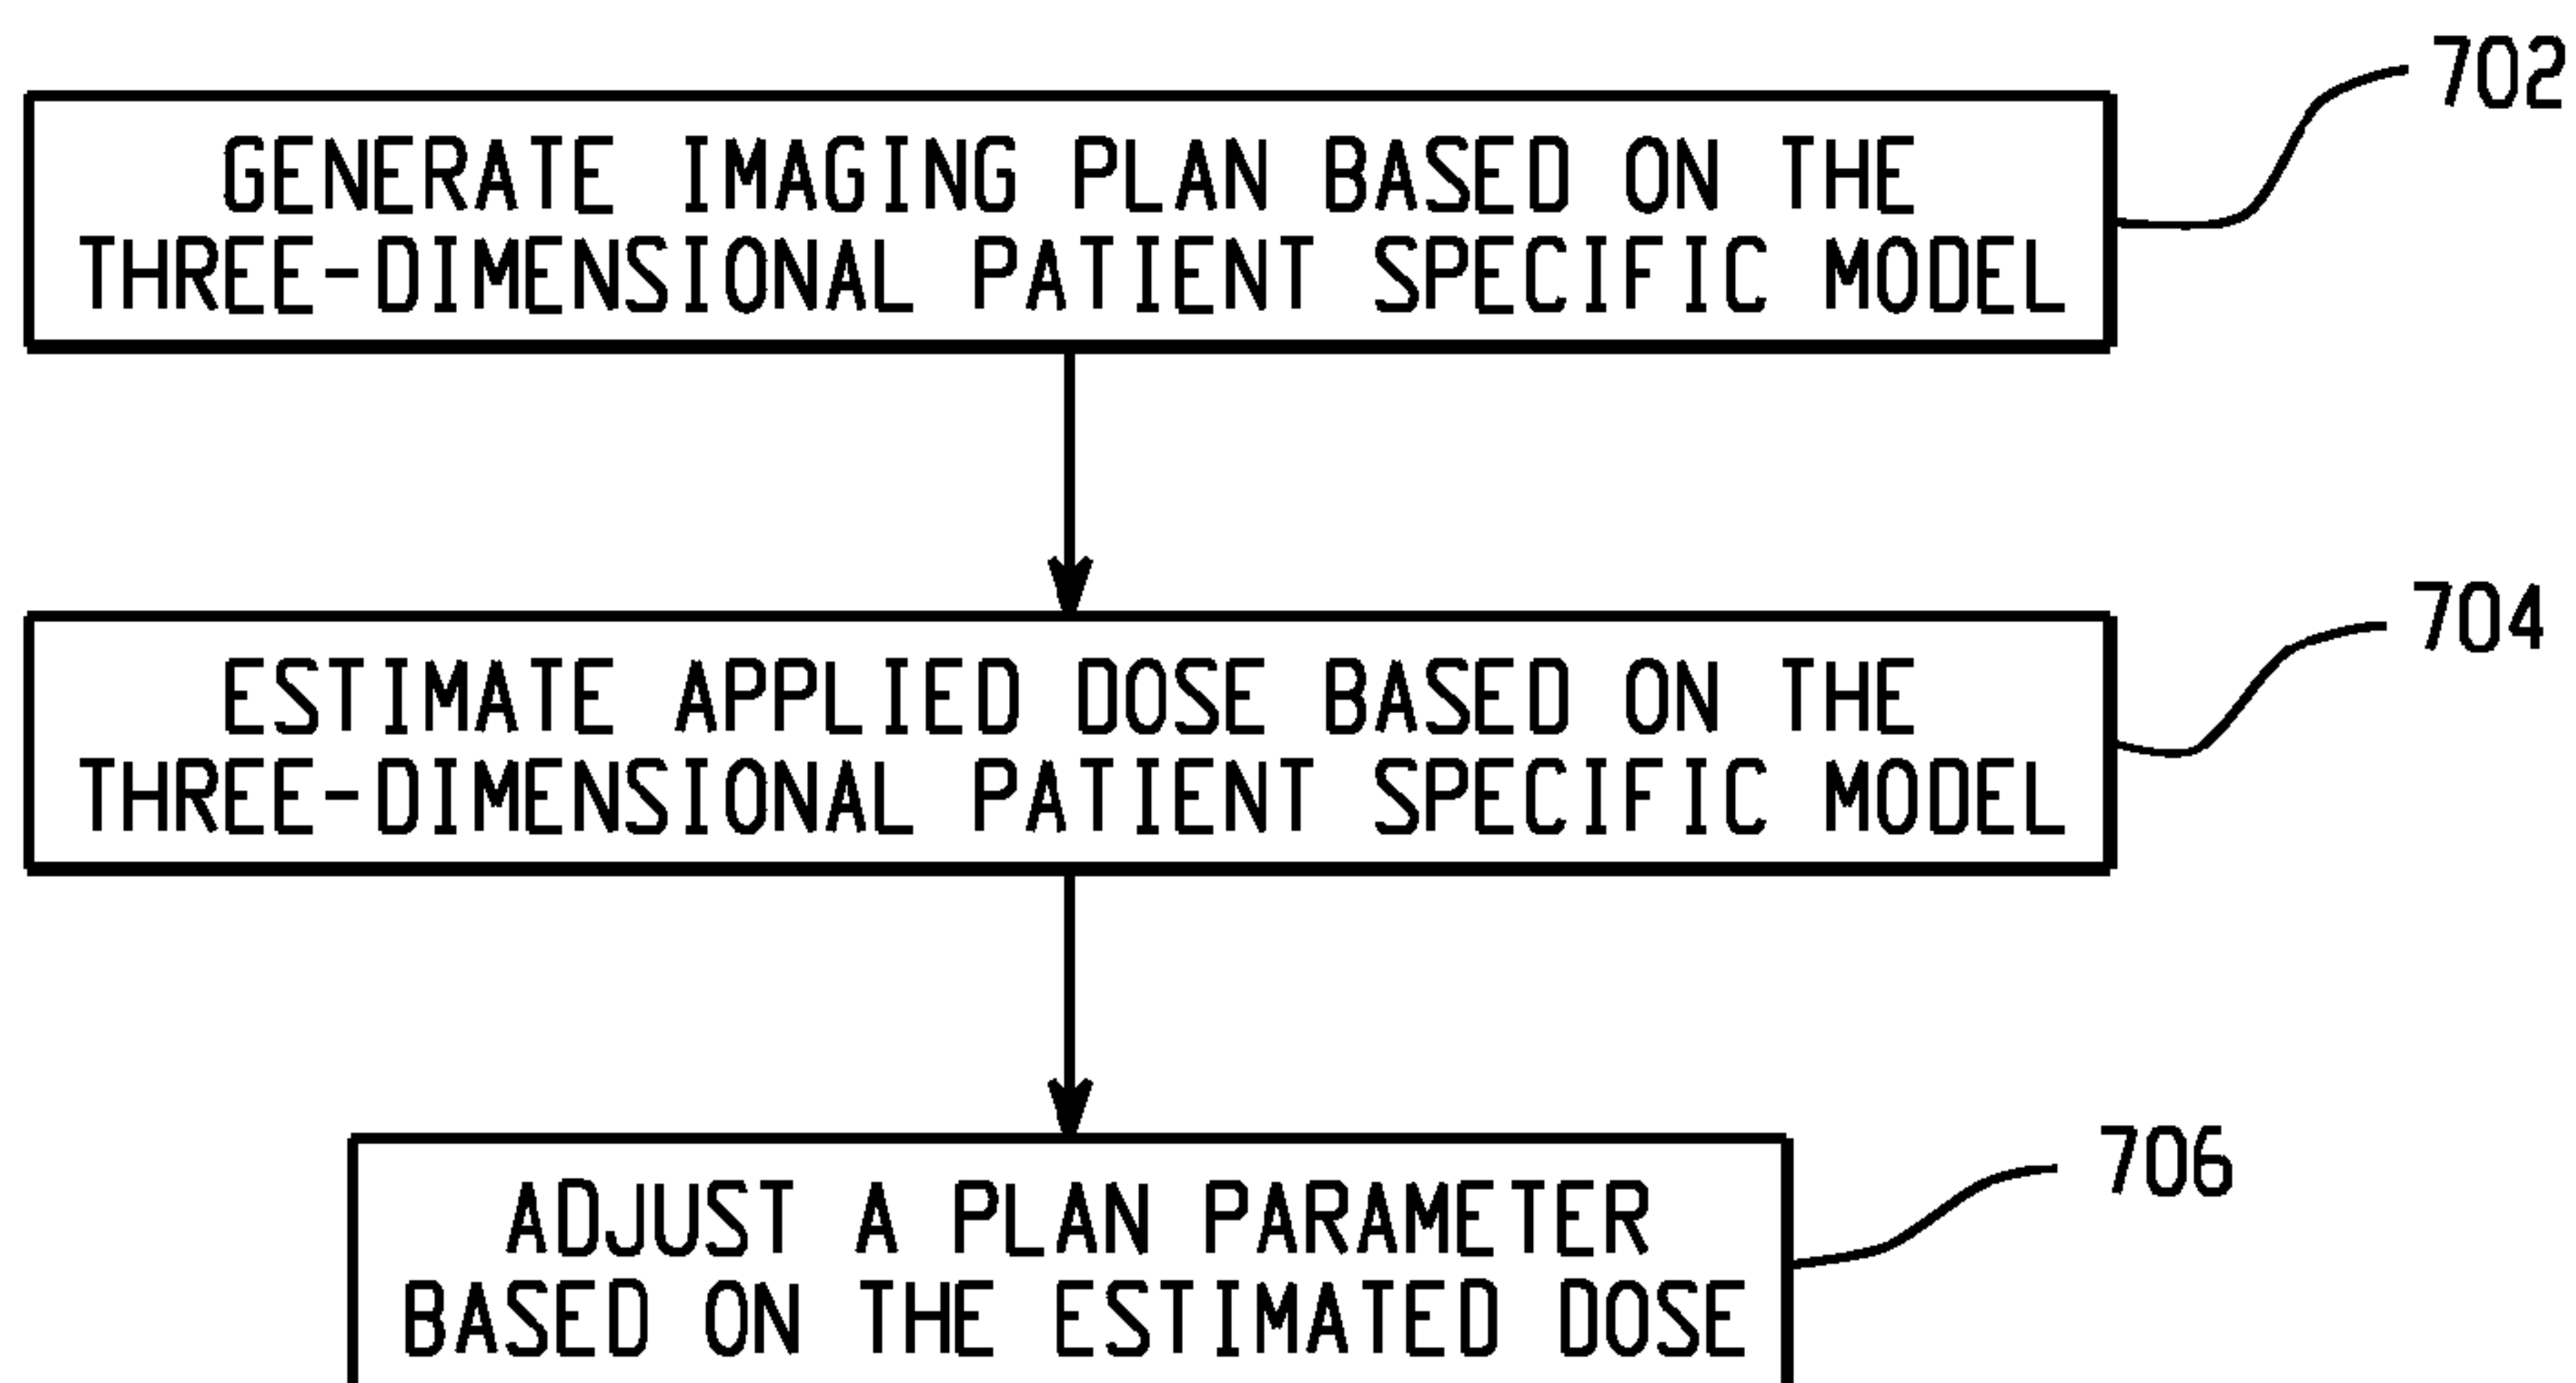 702
GENERATE IMAGING PLAN BASED ON THE
THREE-DIMENSIONAL PATIENT SPECIFIC MODEL
704
ESTIMATE APPLIED DOSE BASED ON THE
THREE-DIMENSIONAL PATIENT SPECIFIC MODEL
706
ADJUST A PLAN PARAMETER
BASED ON THE ESTIMATED DOSE